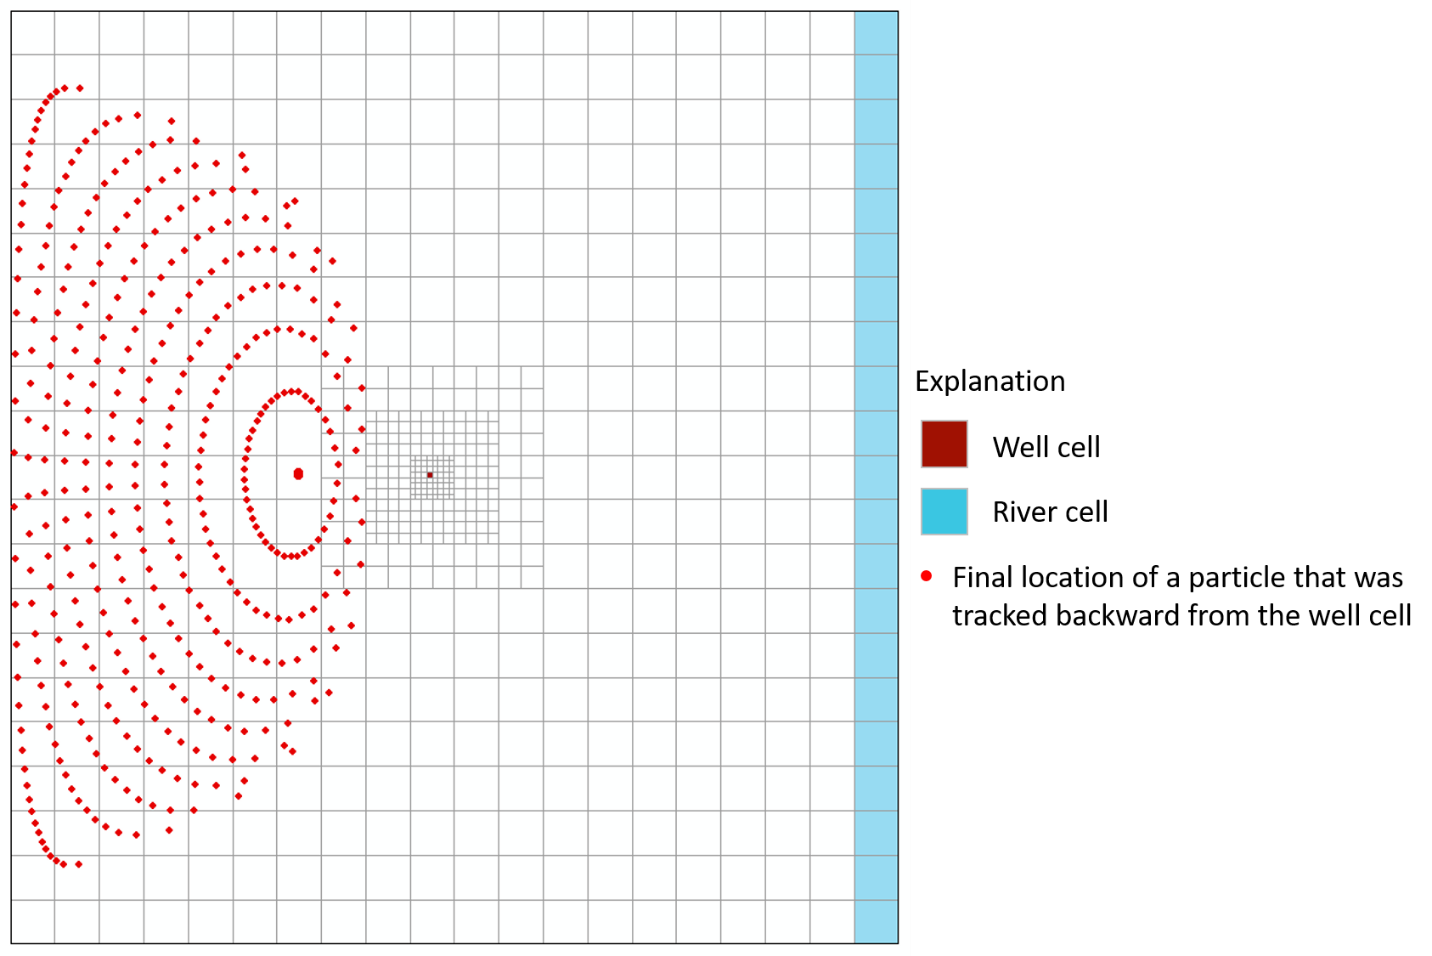 Explanation
Well cell
River cell
Final location of a particle that was
tracked backward from the well cell